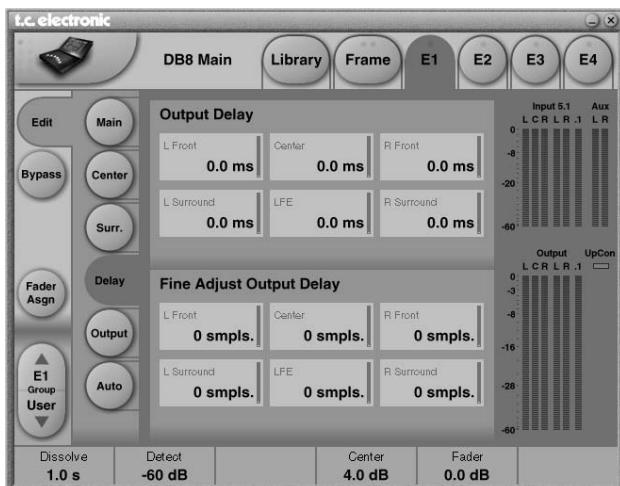 t.c. electronic
DB8 Main
Library
Frame
E1
E2
E3
E4
Edit
Bypass
Fader
Asgn
E1
Group
User
Main
Center
Surr.
Delay
Output
Auto
Output Delay
L Front
0.0 ms
Center
0.0 ms
R Front
0.0 ms
L Surround
0.0 ms
LFE
0.0 ms
R Surround
0.0 ms
Fine Adjust Output Delay
L Front
0 smpls.
Center
0 smpls.
R Front
0 smpls.
L Surround
0 smpls.
LFE
0 smpls.
R Surround
0 smpls.
Input 5.1 Aux
L C R L R .1 L R
0
-8
-20
-60
Output UpCon
L C R L R .1
0
-3
-8
-16
-28
-60
Dissolve
1.0 s
Detect
-60 dB
Center
4.0 dB
Fader
0.0 dB